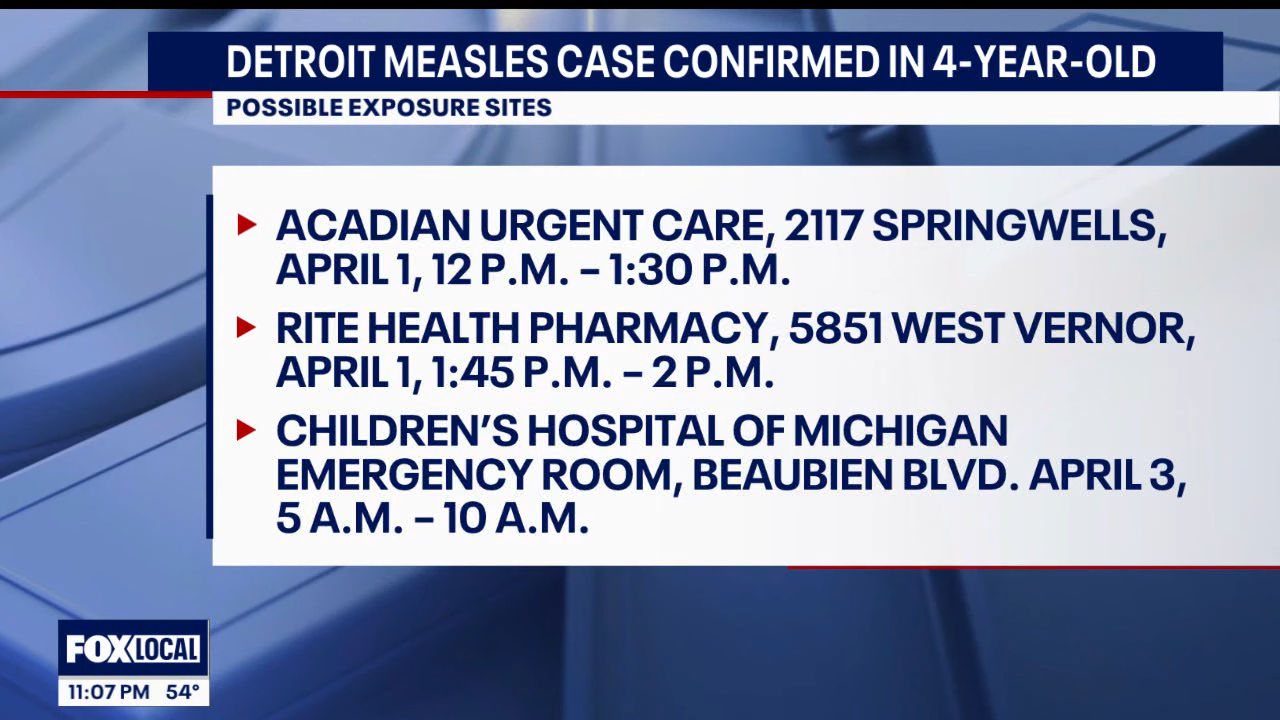 DETROIT MEASLES CASE CONFIRMED IN 4-YEAR-OLD
POSSIBLE EXPOSURE SITES
ACADIAN URGENT CARE, 2117 SPRINGWELLS,
APRIL 1, 12 P.M. – 1:30 P.M.
RITE HEALTH PHARMACY, 5851 WEST VERNOR,
APRIL 1, 1:45 P.M. – 2 P.M.
CHILDREN’S HOSPITAL OF MICHIGAN
EMERGENCY ROOM, BEAUBIEN BLVD. APRIL 3,
5 A.M. – 10 A.M.
FOX LOCAL
11:07 PM 54°